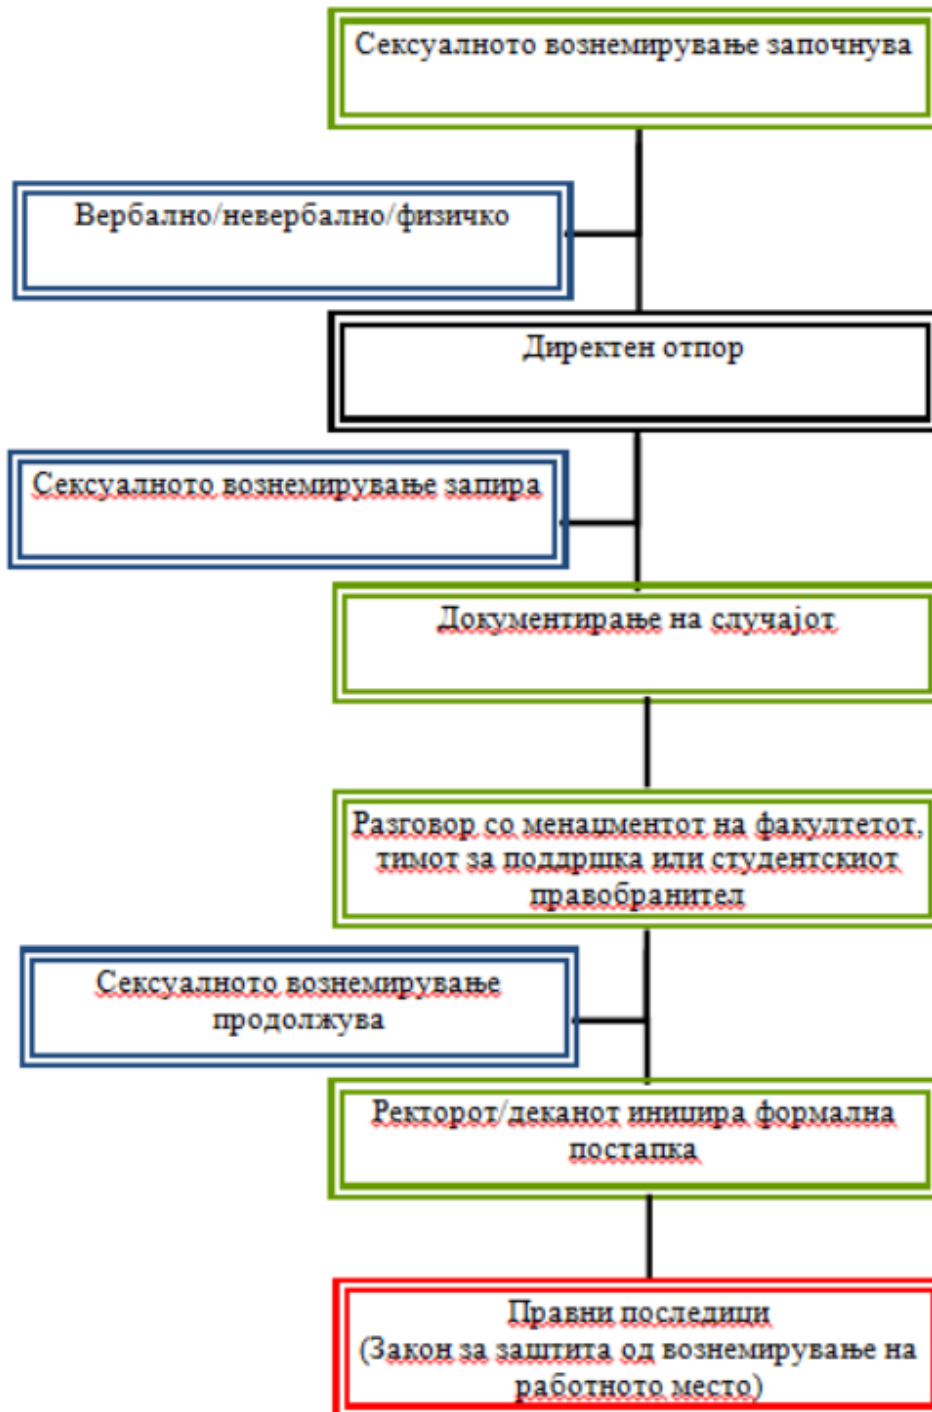 Сексуалното вознемирување започнува
Вербално/невербално/физичко
Директен отпор
Сексуалното вознемирување запира
Документирање на случајот
Разговор со менаџментот на факултетот,
тимот за поддршка или студентскиот
правобранител
Сексуалното вознемирување
продолжува
Ректорот/деканот иницира формална
постапка
Правни последици
(Закон за заштита од вознемирување на
работното место)